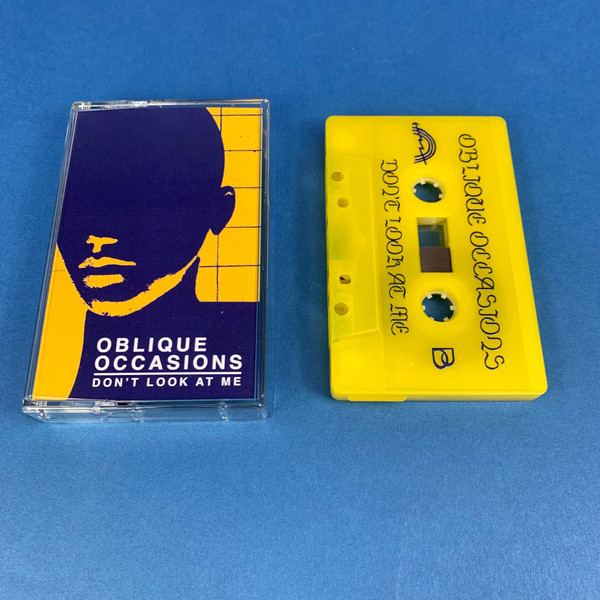 OBLIQUE
OCCASIONS
DON'T LOOK AT ME
OBLIQUE OCCASIONS
DON'T LOOK AT ME
B